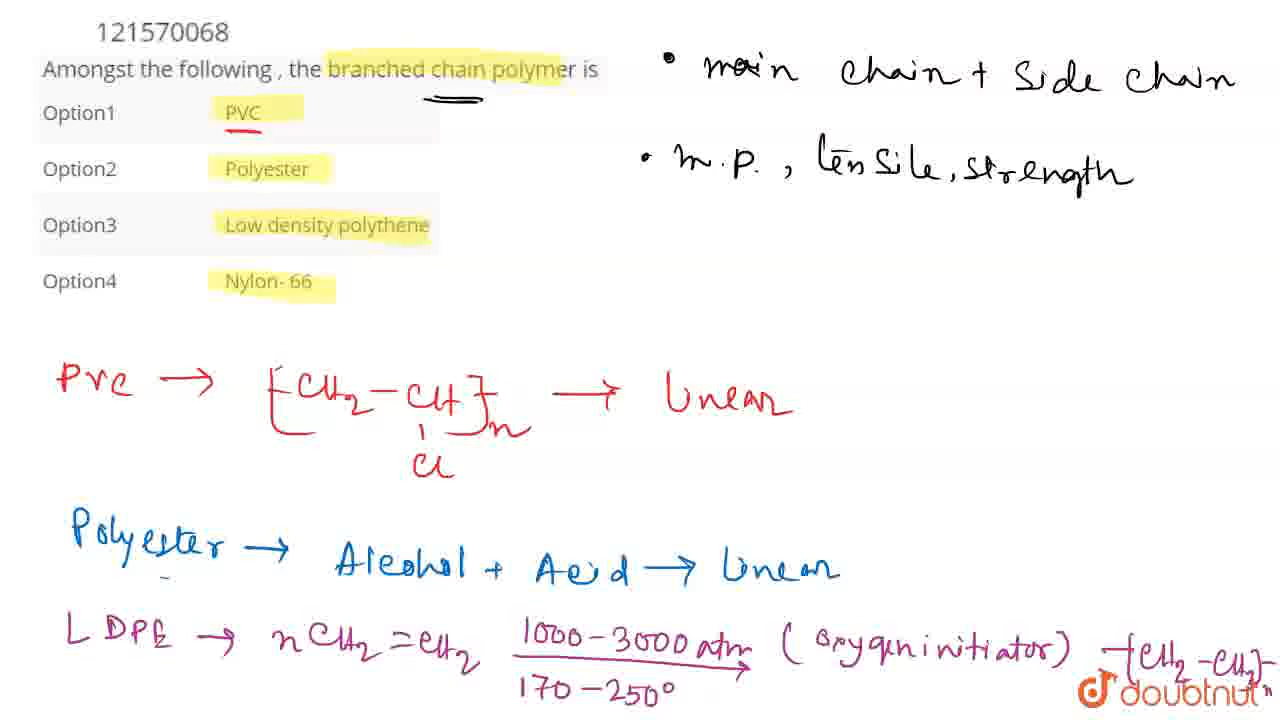 121570068
Amongst the following , the branched chain polymer is
Option1 PVC
Option2 Polyester
Option3 Low density polythene
Option4 Nylon- 66
• main chain + Side chain
• m.p. , tensile, strength
PVC → [CH2 – CH]n → Linear
Cl
Polyester → Alcohol + Acid → Linear
LDPE → nCH2 = CH2 1000 – 3000 atm (Oxygen initiator) –[CH2 – CH2]–n
170 – 250°
doubtnut